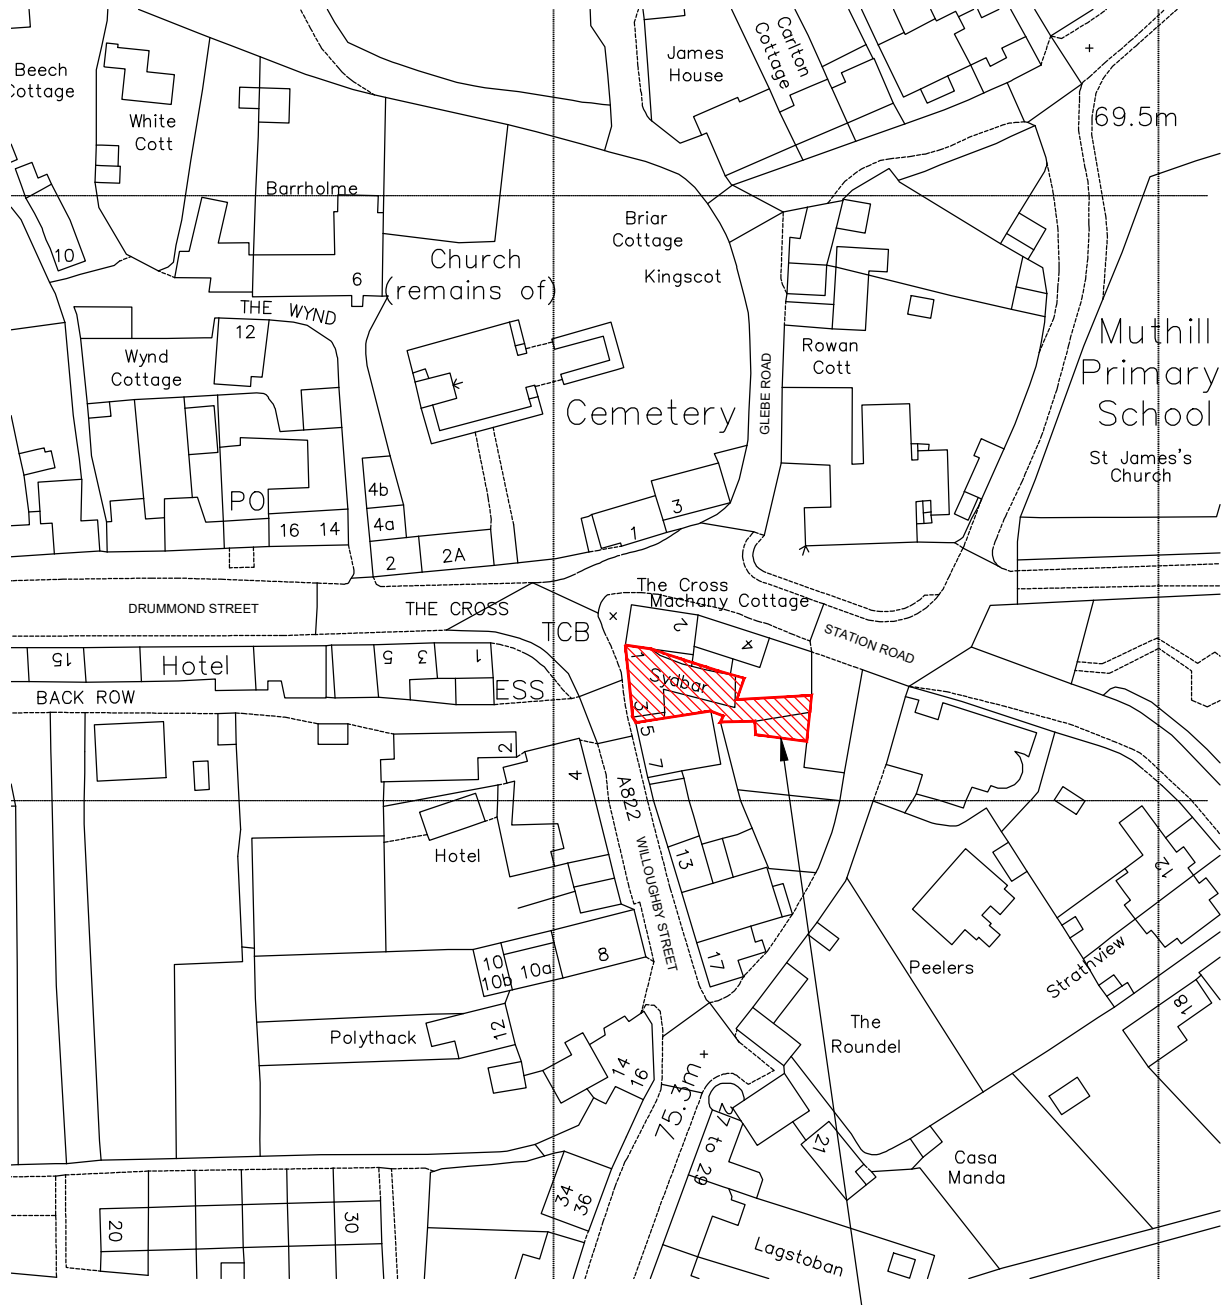 Beech
Cottage
White
Cott
James
House
Carlton
Cottage
69.5m
Barrholme
10
6
Briar
Cottage
Kingscot
Church
(remains of)
THE WYND
12
Wynd
Cottage
Rowan
Cott
GLEBE ROAD
Cemetery
Muthill
Primary
School
St James's
Church
PO
16
14
4b
4a
2
2A
1
3
DRUMMOND STREET
THE CROSS
TCB
The Cross
Machany Cottage
2
4
STATION ROAD
15
Hotel
5
3
1
ESS
BACK ROW
1
Sydbar
3
5
7
2
4
A822
WILLOUGHBY STREET
Hotel
13
12
17
8
10
10b
10a
Peelers
Strathview
18
Polythack
12
The
Roundel
14
16
75.3m
27 to 29
21
Casa
Manda
34
36
20
30
Lagstoban